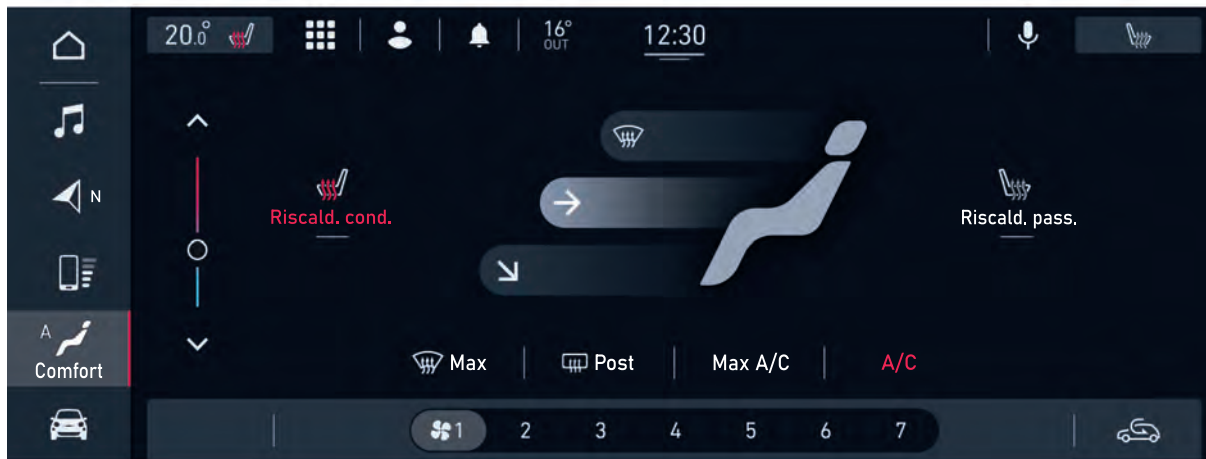 20.0°
16°
OUT
12:30
N
Riscald. cond.
Riscald. pass.
A
Comfort
Max
Post
Max A/C
A/C
1 2 3 4 5 6 7